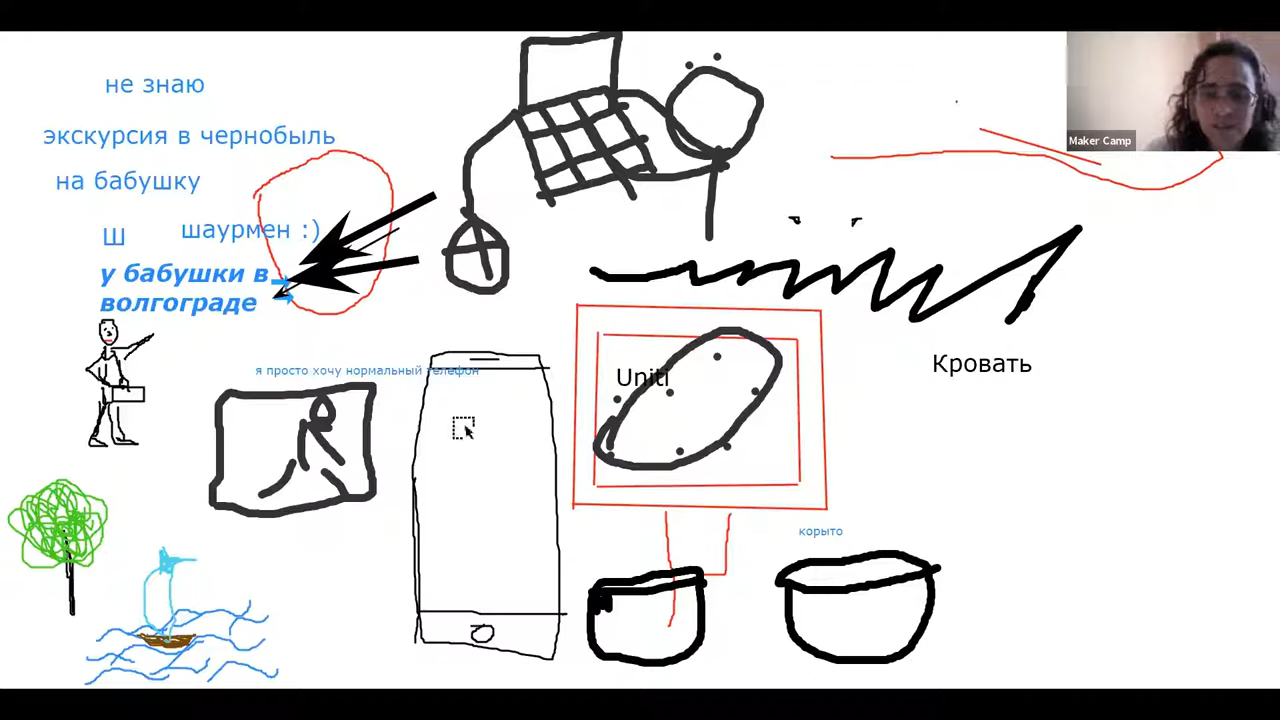 не знаю
экскурсия в чернобыль
на бабушку
Ш
шаурмен :)
у бабушки в
волгограде
я просто хочу нормальный телефон
Uniti
Кровать
корыто
Maker Camp